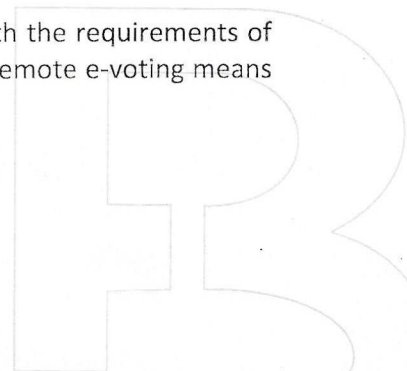 th the requirements of
emote e-voting means